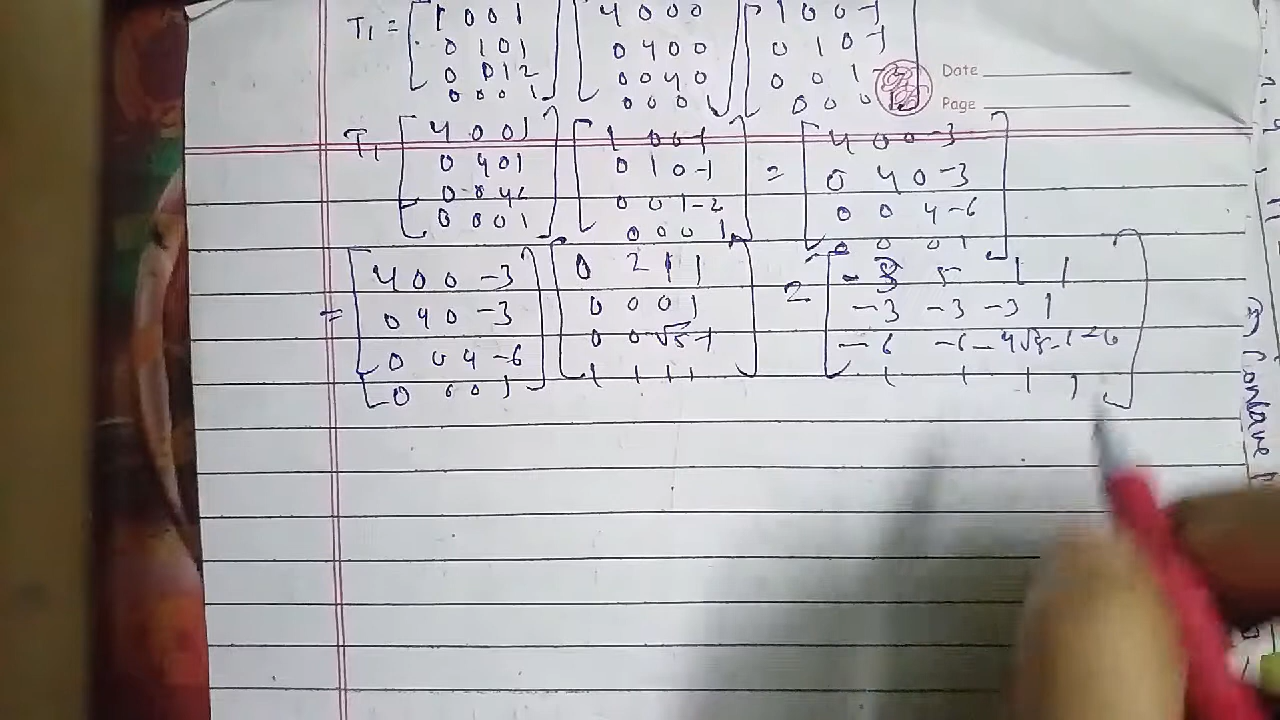 T₁ = [1 0 0 1] [4 0 0 0] [1 0 0 -1]
0 1 0 1 0 4 0 0 0 1 0 -1
0 0 1 2 0 0 4 0 0 0 1 Date
0 0 0 1 0 0 0 1 0 0 0 Page
T₁ [4 0 0 1] [1 0 0 -1] = [4 0 0 -3]
0 4 0 1 0 1 0 -1 0 4 0 -3
0 0 4 2 0 0 1 -2 0 0 4 -6
0 0 0 1 0 0 0 1 0 0 0 1
= [4 0 0 -3] [0 2 1 1] = [-3 5 1 1]
0 4 0 -3 0 0 0 1 -3 -3 -3 1
0 0 4 -6 0 0 √5 -1 -6 -6 -4√5-6
0 0 0 1 1 1 1 1 1 1 1 1
Conlave